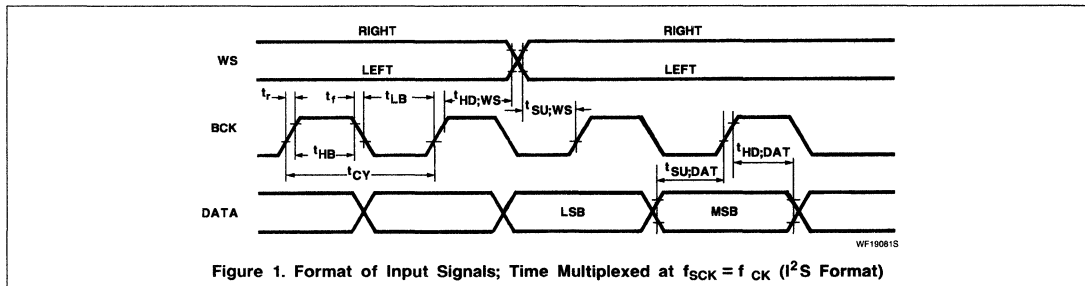 RIGHT RIGHT
WS
LEFT LEFT
tr tf tLB tHD;WS tSU;WS
BCK
tHB tSU;DAT tHD;DAT
tCY
DATA LSB MSB
WF19081S
Figure 1. Format of Input Signals; Time Multiplexed at fSCK = f CK (I²S Format)